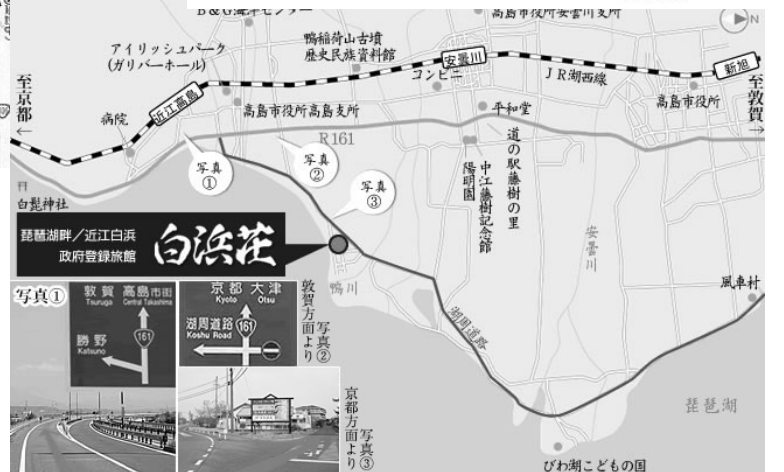 B&G海洋センター
高島市役所安曇川支所
N
アイリッシュパーク
(ガリバーホール)
鴨稲荷山古墳
歴史民族資料館
安曇川
コンビニ
JR湖西線
新旭
高島市役所
至京都
←
至敦賀
→
病院
近江高島
高島市役所高島支所
平和堂
R161
道の駅藤樹の里
中江藤樹記念館
陽明園
写真
①
写真
②
写真
③
白髭神社
安曇川
琵琶湖畔/近江白浜
政府登録旅館
白浜荘
鴨川
湖周道路
風車村
琵琶湖
びわ湖こどもの国
写真①
敦賀 高島市街
Tsuruga Central Takashima
161
勝野
Katsuno
京都 大津
Kyoto Otsu
161
湖周道路
Koshu Road
写真②
敦賀方面より
写真③
京都方面より